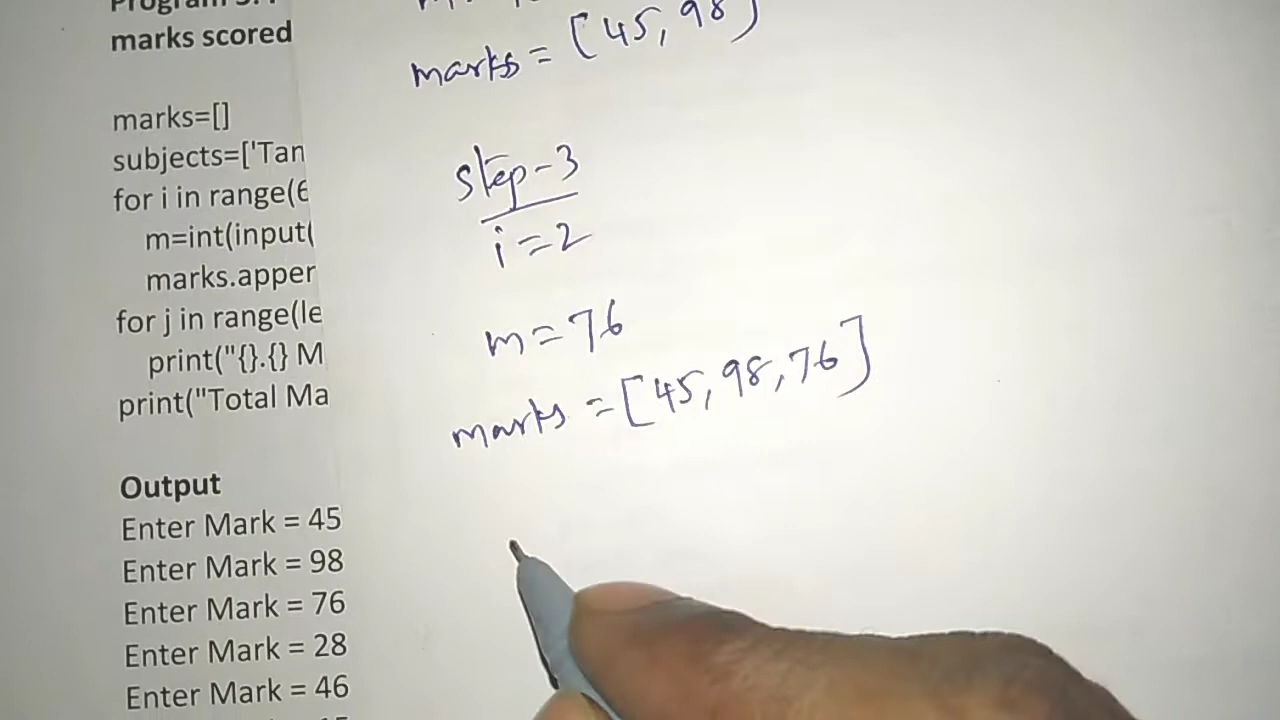 marks scored
marks=[]
subjects=['Tan
for i in range(6
m=int(input(
marks.apper
for j in range(le
print("{}.{} M
print("Total Ma
Output
Enter Mark = 45
Enter Mark = 98
Enter Mark = 76
Enter Mark = 28
Enter Mark = 46
marks = [45, 98]
Step-3
i=2
m=76
marks = [45, 98, 76]